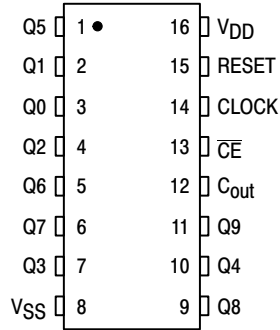 Q5 1 16 VDD
Q1 2 15 RESET
Q0 3 14 CLOCK
Q2 4 13 C̅E̅
Q6 5 12 Cout
Q7 6 11 Q9
Q3 7 10 Q4
VSS 8 9 Q8